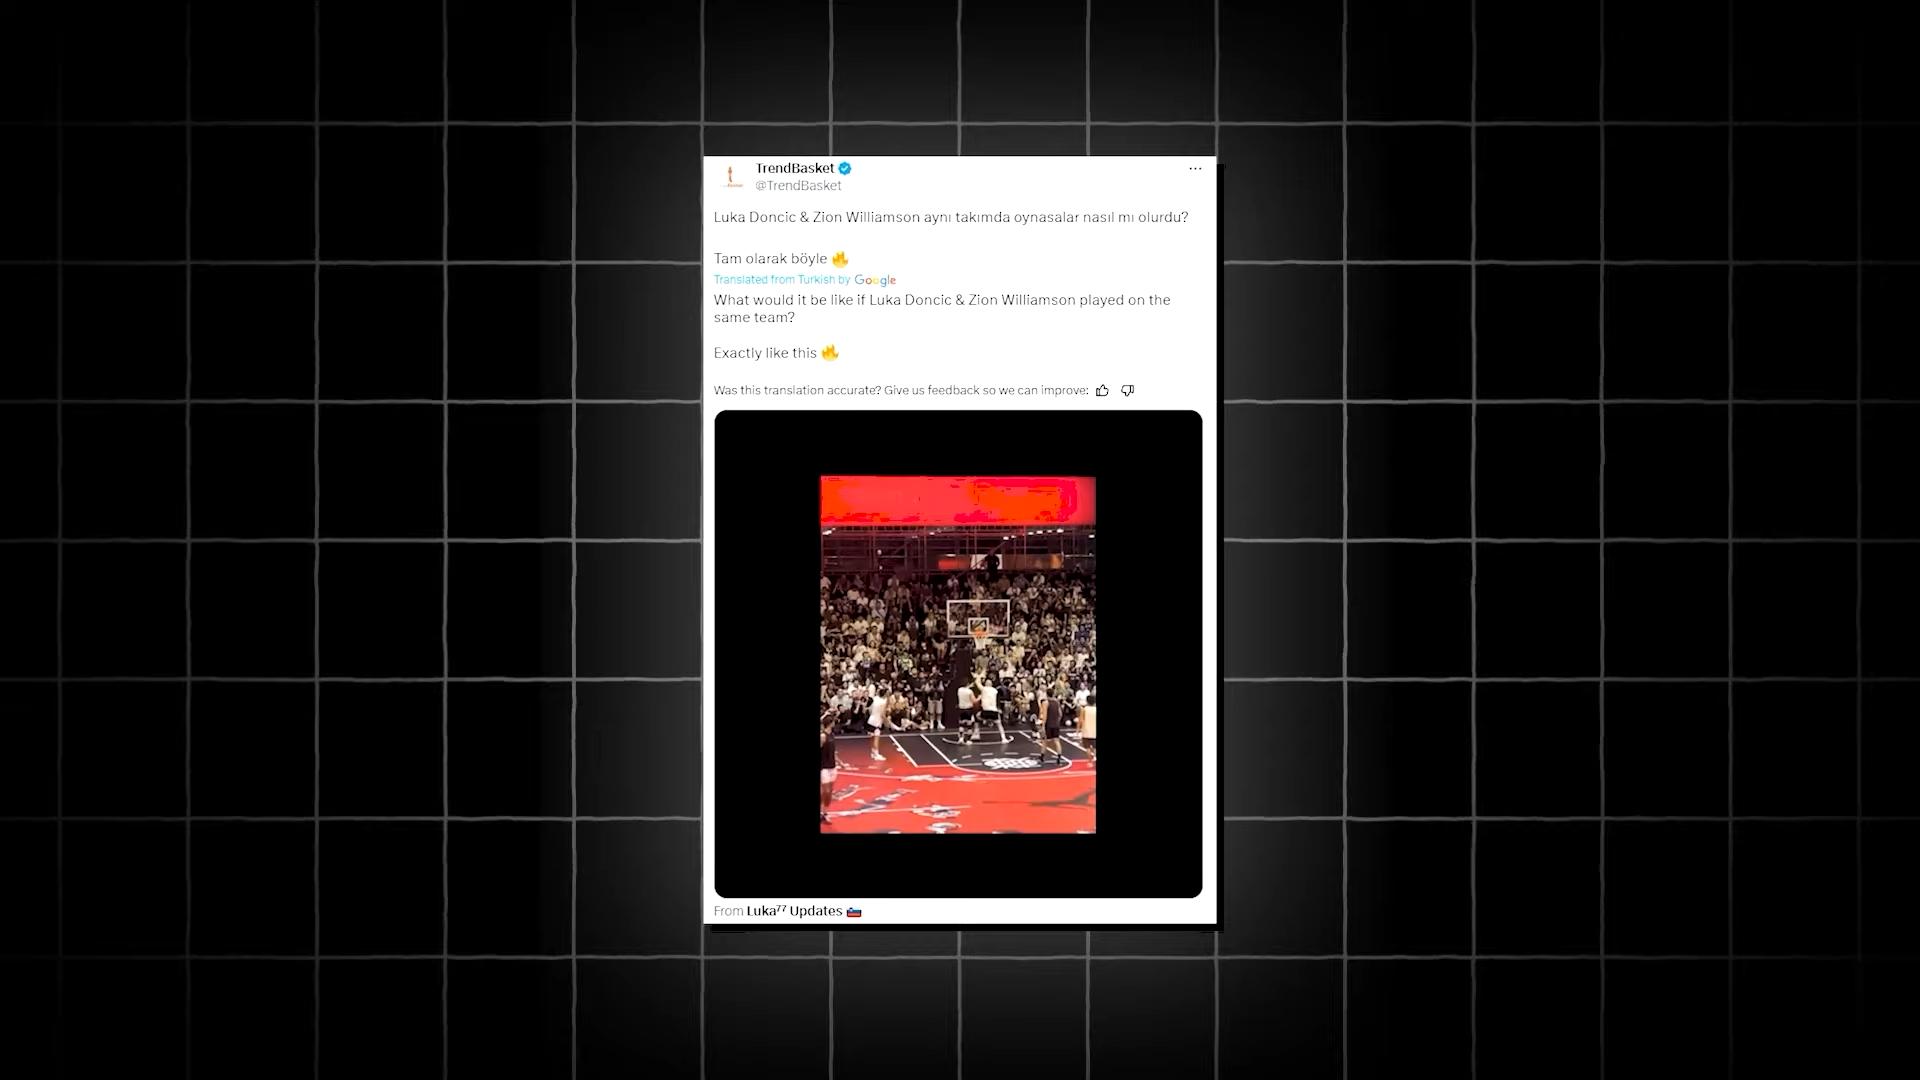 TrendBasket
@TrendBasket
Luka Doncic & Zion Williamson aynı takımda oynasalar nasıl mı olurdu?
Tam olarak böyle 🔥
Translated from Turkish by Google
What would it be like if Luka Doncic & Zion Williamson played on the
same team?
Exactly like this 🔥
Was this translation accurate? Give us feedback so we can improve:
From Luka⁷⁷ Updates 🇸🇮